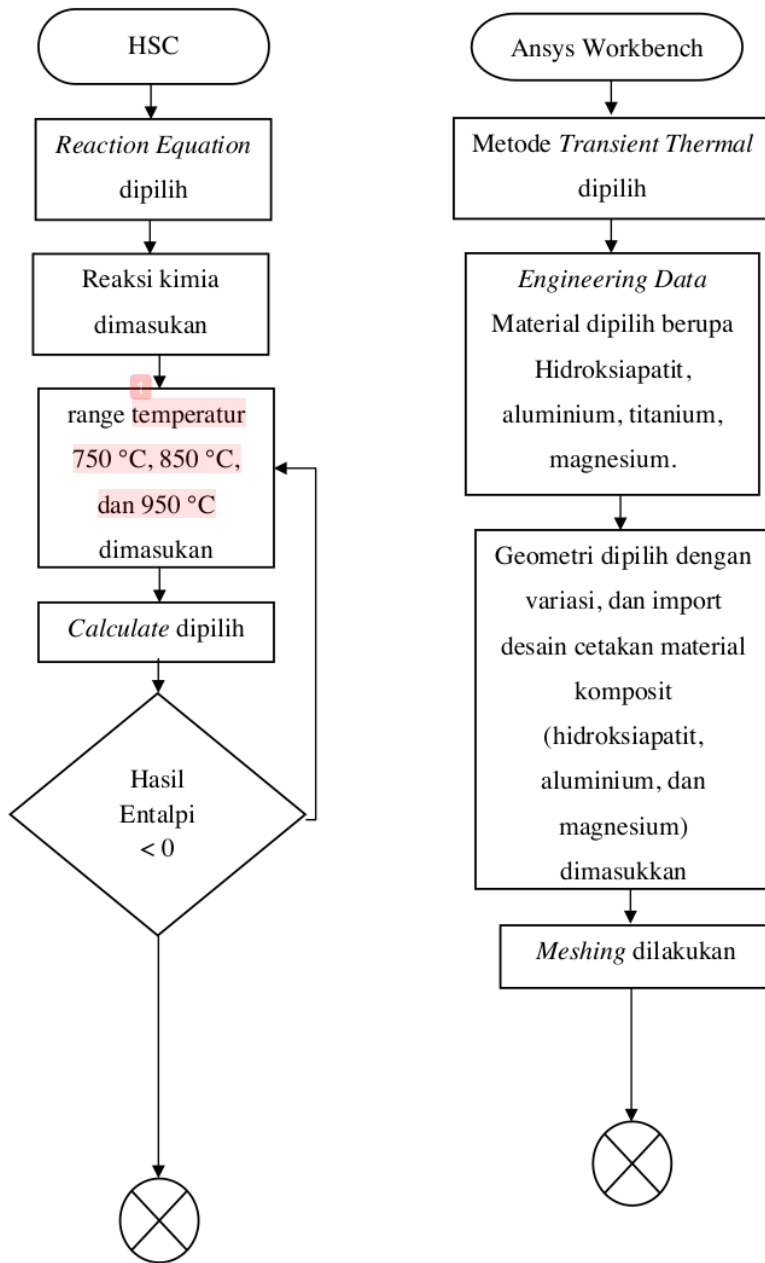 HSC
Reaction Equation
dipilih
Reaksi kimia
dimasukan
1
range temperatur
750 °C, 850 °C,
dan 950 °C
dimasukan
Calculate dipilih
Hasil
Entalpi
< 0
Ansys Workbench
Metode Transient Thermal
dipilih
Engineering Data
Material dipilih berupa
Hidroksiapatit,
aluminium, titanium,
magnesium.
Geometri dipilih dengan
variasi, dan import
desain cetakan material
komposit
(hidroksiapatit,
aluminium, dan
magnesium)
dimasukkan
Meshing dilakukan